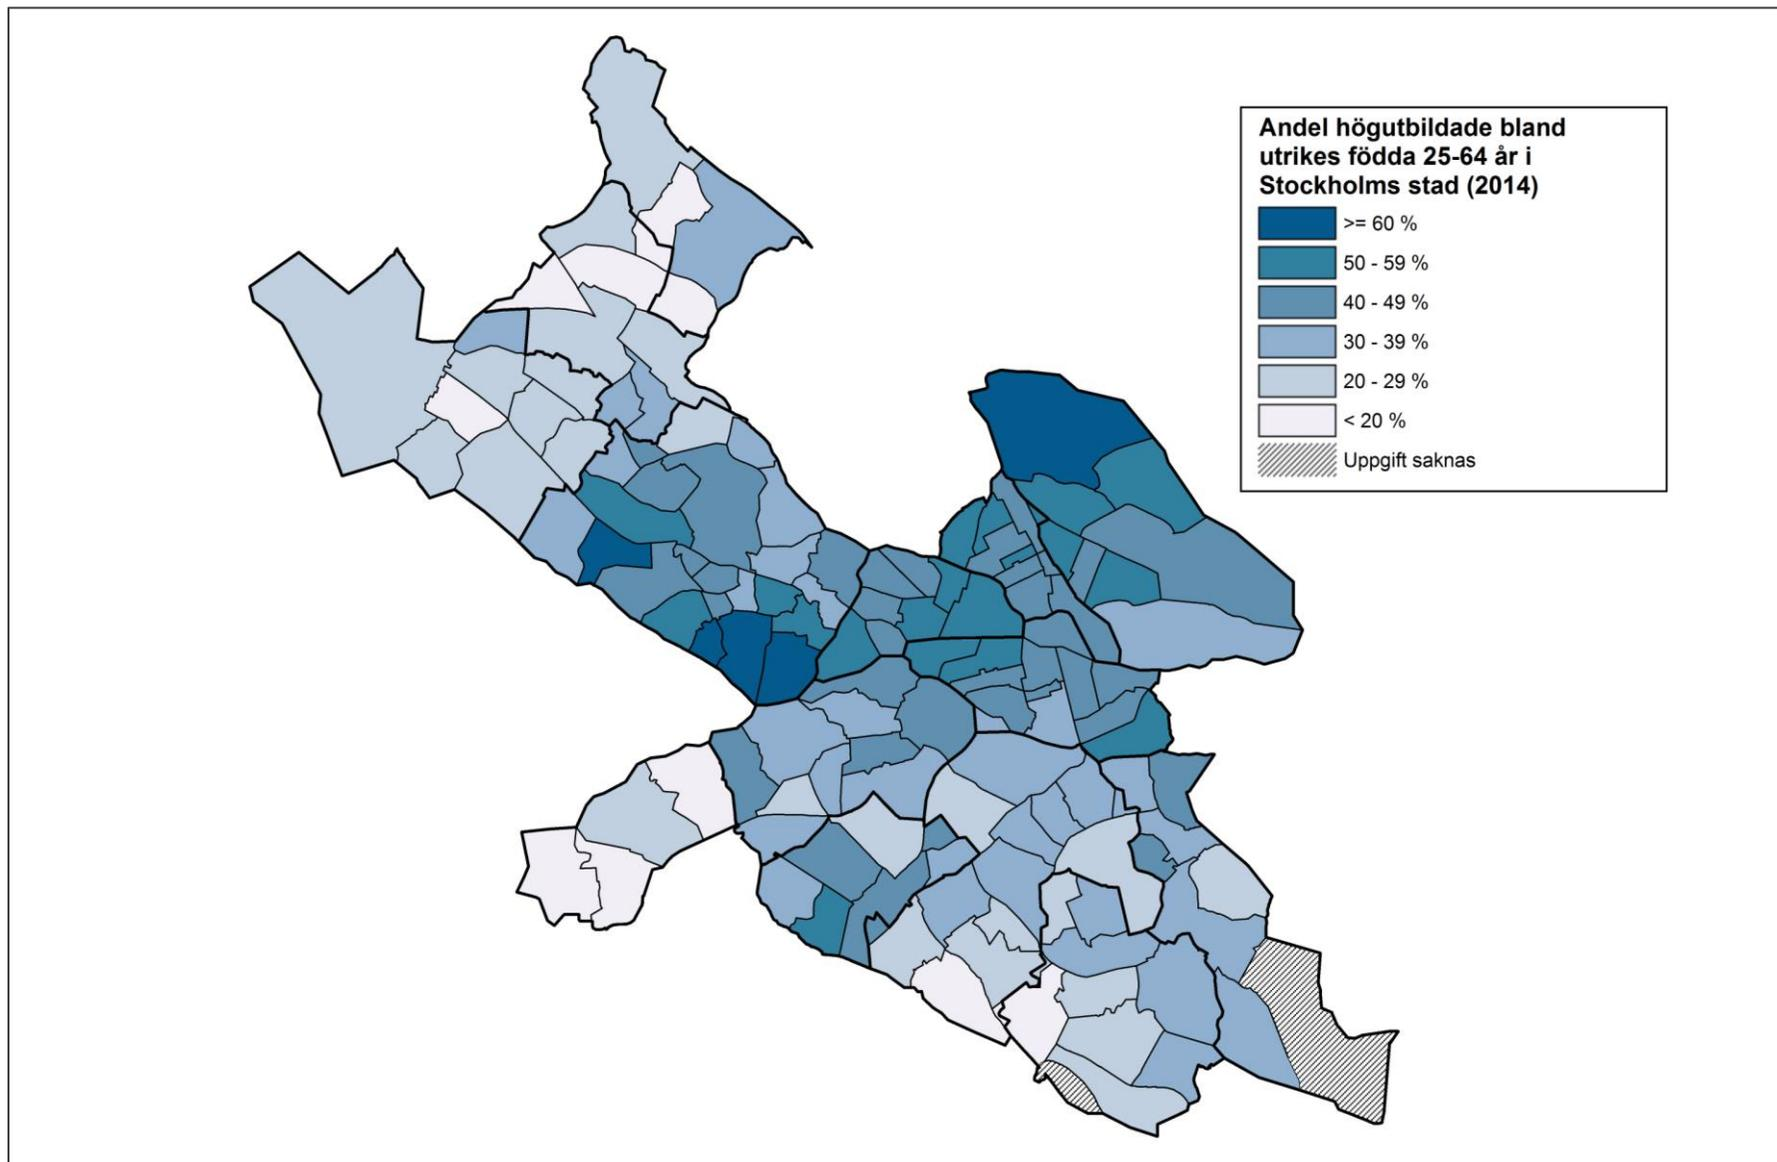 Andel högutbildade bland
utrikes födda 25-64 år i
Stockholms stad (2014)
>= 60 %
50 - 59 %
40 - 49 %
30 - 39 %
20 - 29 %
< 20 %
Uppgift saknas